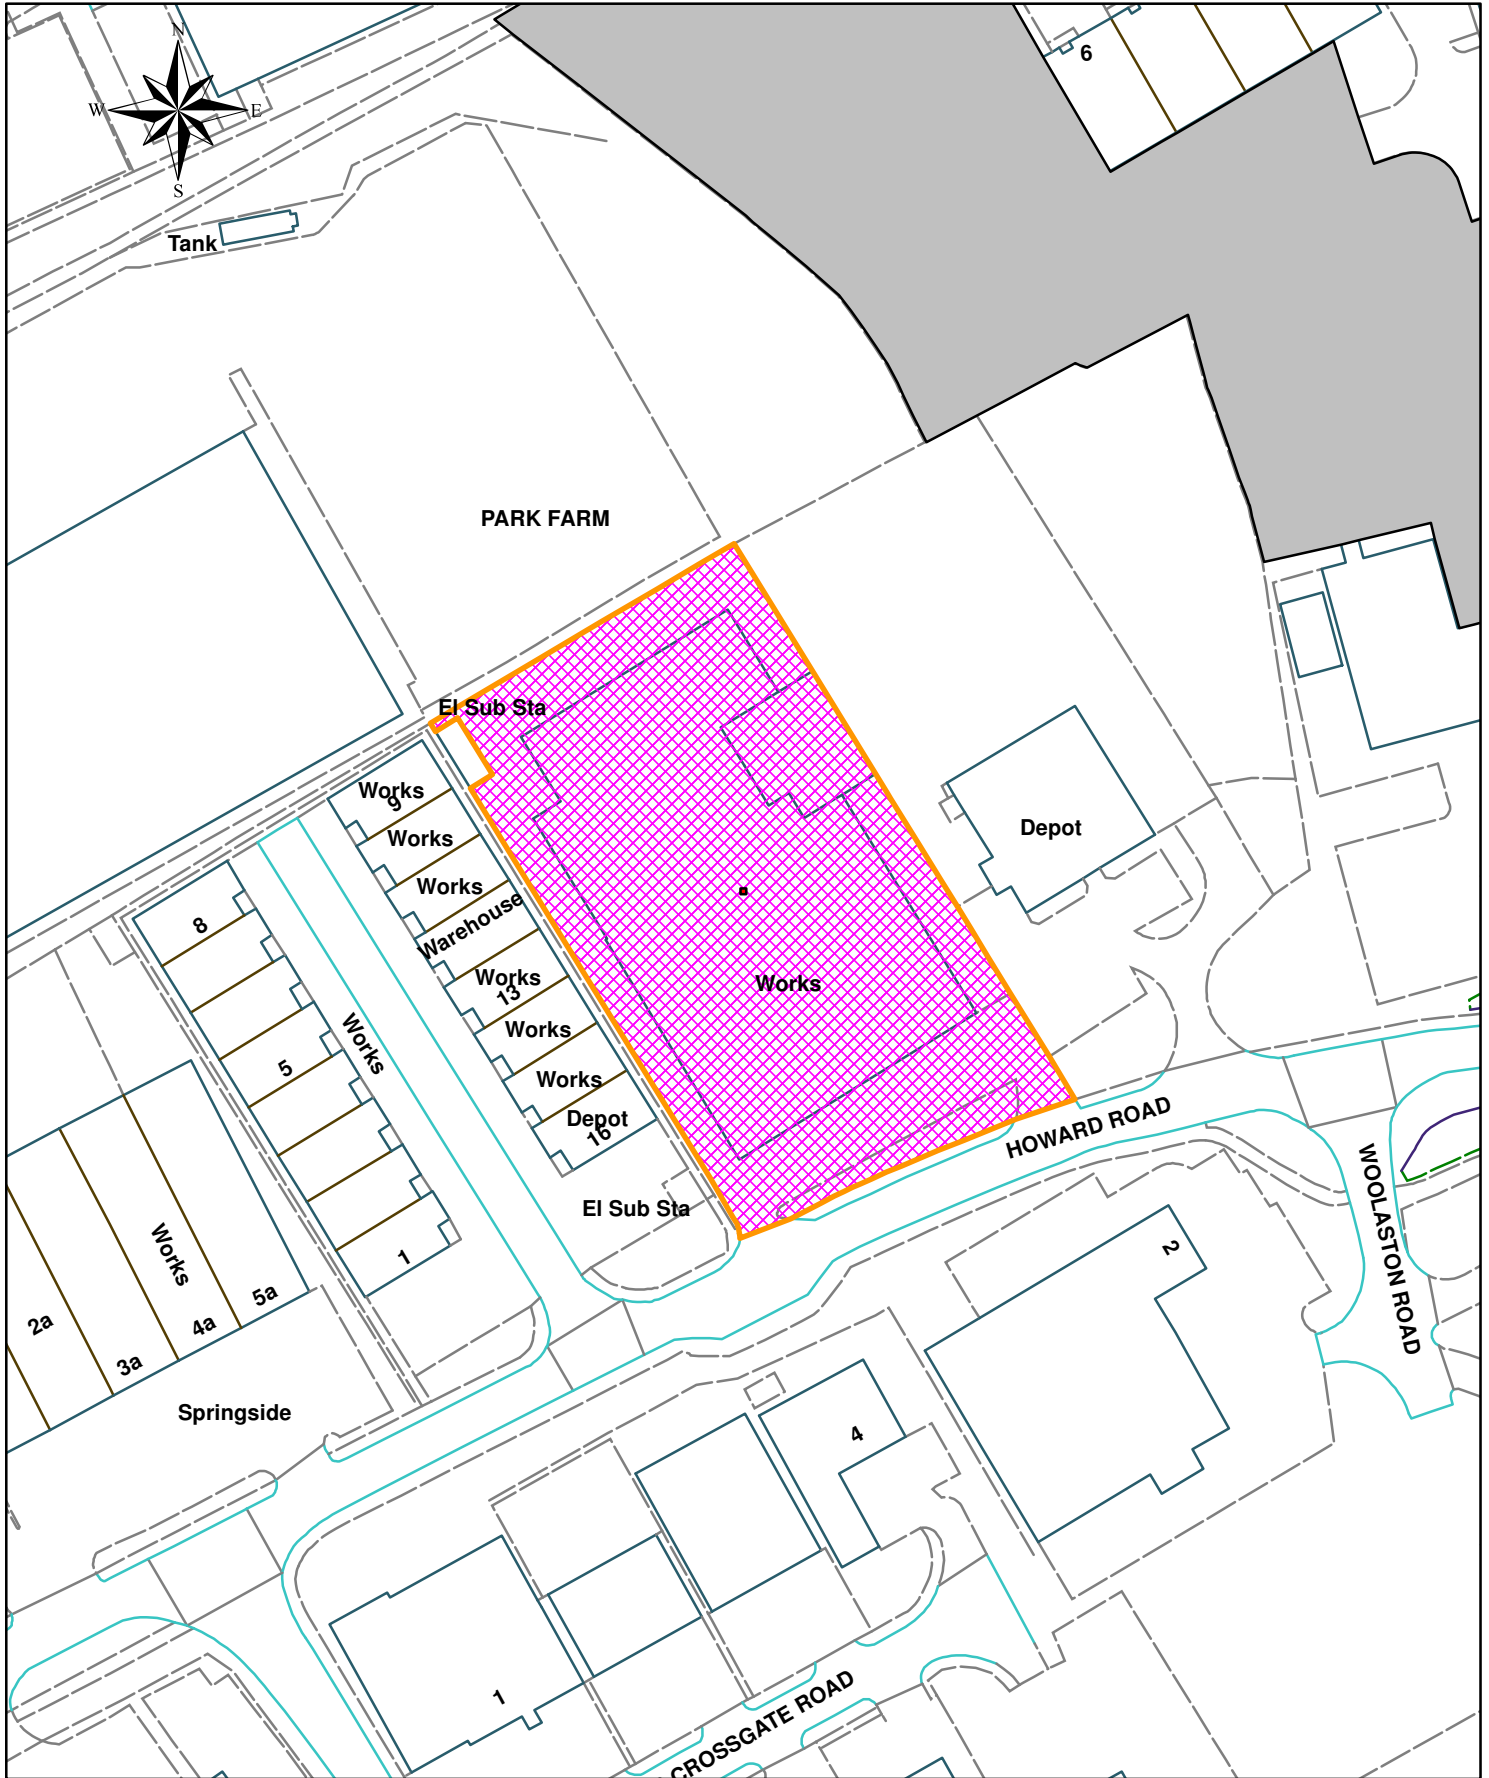 N
W
E
S
6
Tank
PARK FARM
El Sub Sta
Works
9
Works
Works
Warehouse
Works
13
Works
Works
Depot
16
El Sub Sta
Works
Depot
8
5
Works
1
Works
2a
3a
4a
5a
Springside
HOWARD ROAD
WOOLASTON ROAD
2
4
1
CROSSGATE ROAD